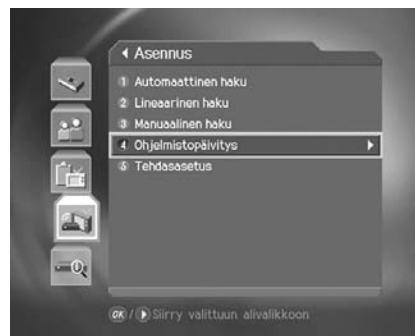 Asennus
1 Automaattinen haku
2 Lineaarinen haku
3 Manuaalinen haku
4 Ohjelmistopäivitys
5 Tehdasasetus
OK / Siirry valittuun alivalikkoon